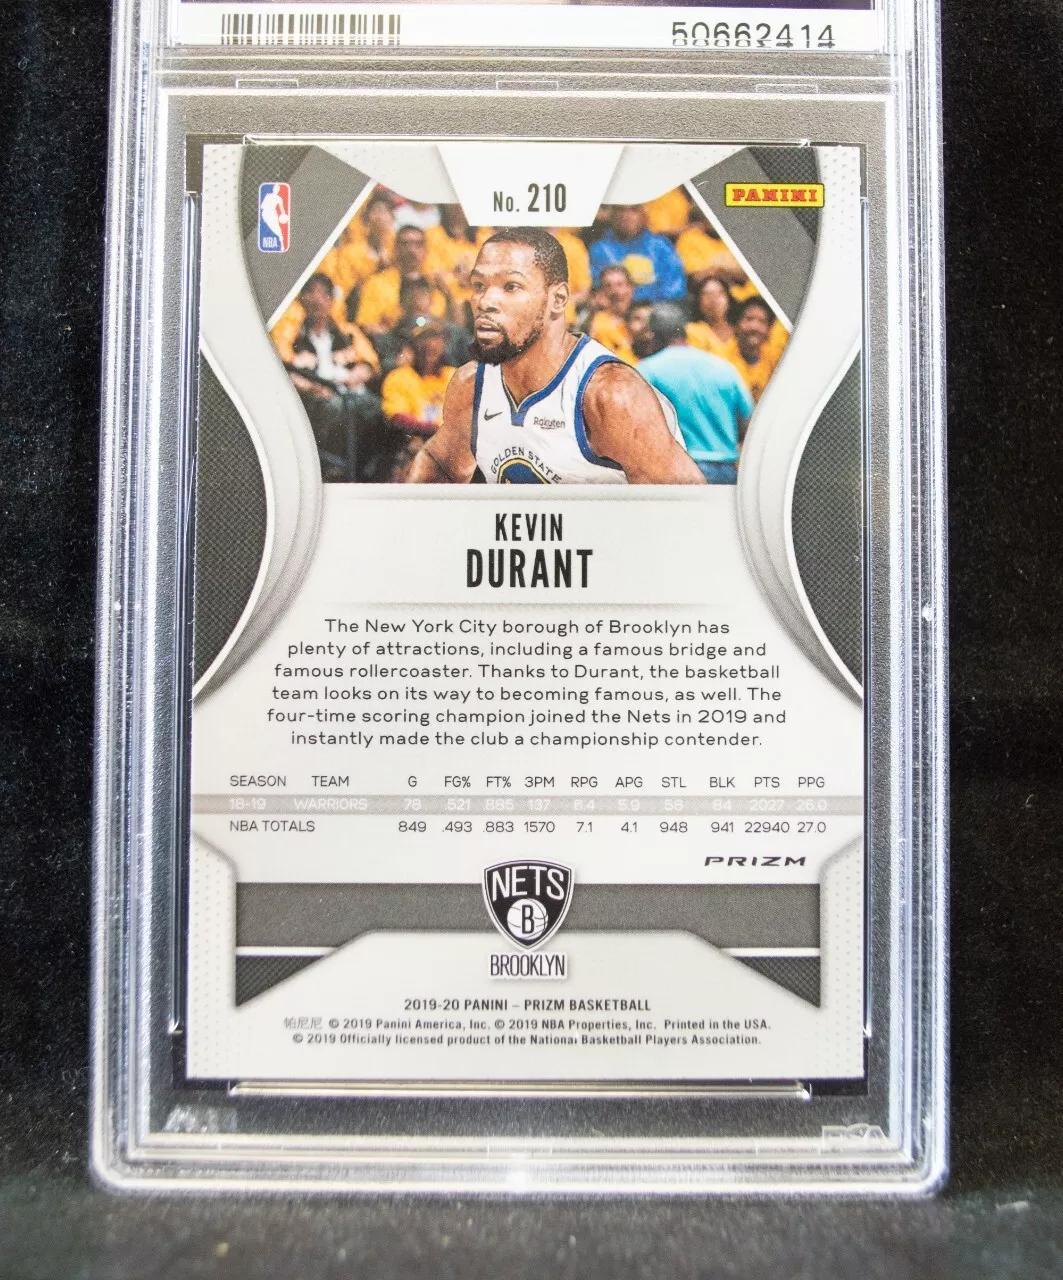 50662414
No. 210
NBA
PANINI
Rakuten
GOLDEN STATE
KEVIN
DURANT
The New York City borough of Brooklyn has
plenty of attractions, including a famous bridge and
famous rollercoaster. Thanks to Durant, the basketball
team looks on its way to becoming famous, as well. The
four-time scoring champion joined the Nets in 2019 and
instantly made the club a championship contender.
SEASON TEAM G FG% FT% 3PM RPG APG STL BLK PTS PPG
18-19 WARRIORS 78 .521 .885 137 6.4 5.9 58 84 2027 26.0
NBA TOTALS 849 .493 .883 1570 7.1 4.1 948 941 22940 27.0
PRIZM
NETS
B
BROOKLYN
2019-20 PANINI – PRIZM BASKETBALL
帕尼尼 © 2019 Panini America, Inc. © 2019 NBA Properties, Inc. Printed in the USA.
© 2019 Officially licensed product of the National Basketball Players Association.
PSA